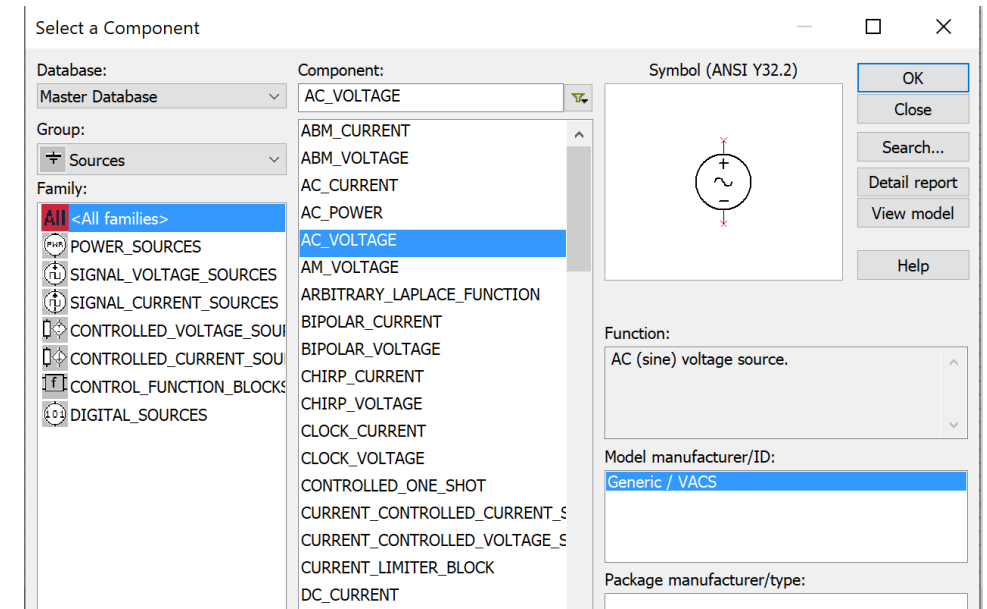 Select a Component
Database:
Master Database
Group:
Sources
Family:
All <All families>
PWR POWER_SOURCES
SIGNAL_VOLTAGE_SOURCES
SIGNAL_CURRENT_SOURCES
CONTROLLED_VOLTAGE_SOU
CONTROLLED_CURRENT_SOU
f CONTROL_FUNCTION_BLOCKS
101 DIGITAL_SOURCES
Component:
AC_VOLTAGE
ABM_CURRENT
ABM_VOLTAGE
AC_CURRENT
AC_POWER
AC_VOLTAGE
AM_VOLTAGE
ARBITRARY_LAPLACE_FUNCTION
BIPOLAR_CURRENT
BIPOLAR_VOLTAGE
CHIRP_CURRENT
CHIRP_VOLTAGE
CLOCK_CURRENT
CLOCK_VOLTAGE
CONTROLLED_ONE_SHOT
CURRENT_CONTROLLED_CURRENT_S
CURRENT_CONTROLLED_VOLTAGE_S
CURRENT_LIMITER_BLOCK
DC_CURRENT
Symbol (ANSI Y32.2)
Function:
AC (sine) voltage source.
Model manufacturer/ID:
Generic / VACS
Package manufacturer/type:
OK
Close
Search...
Detail report
View model
Help